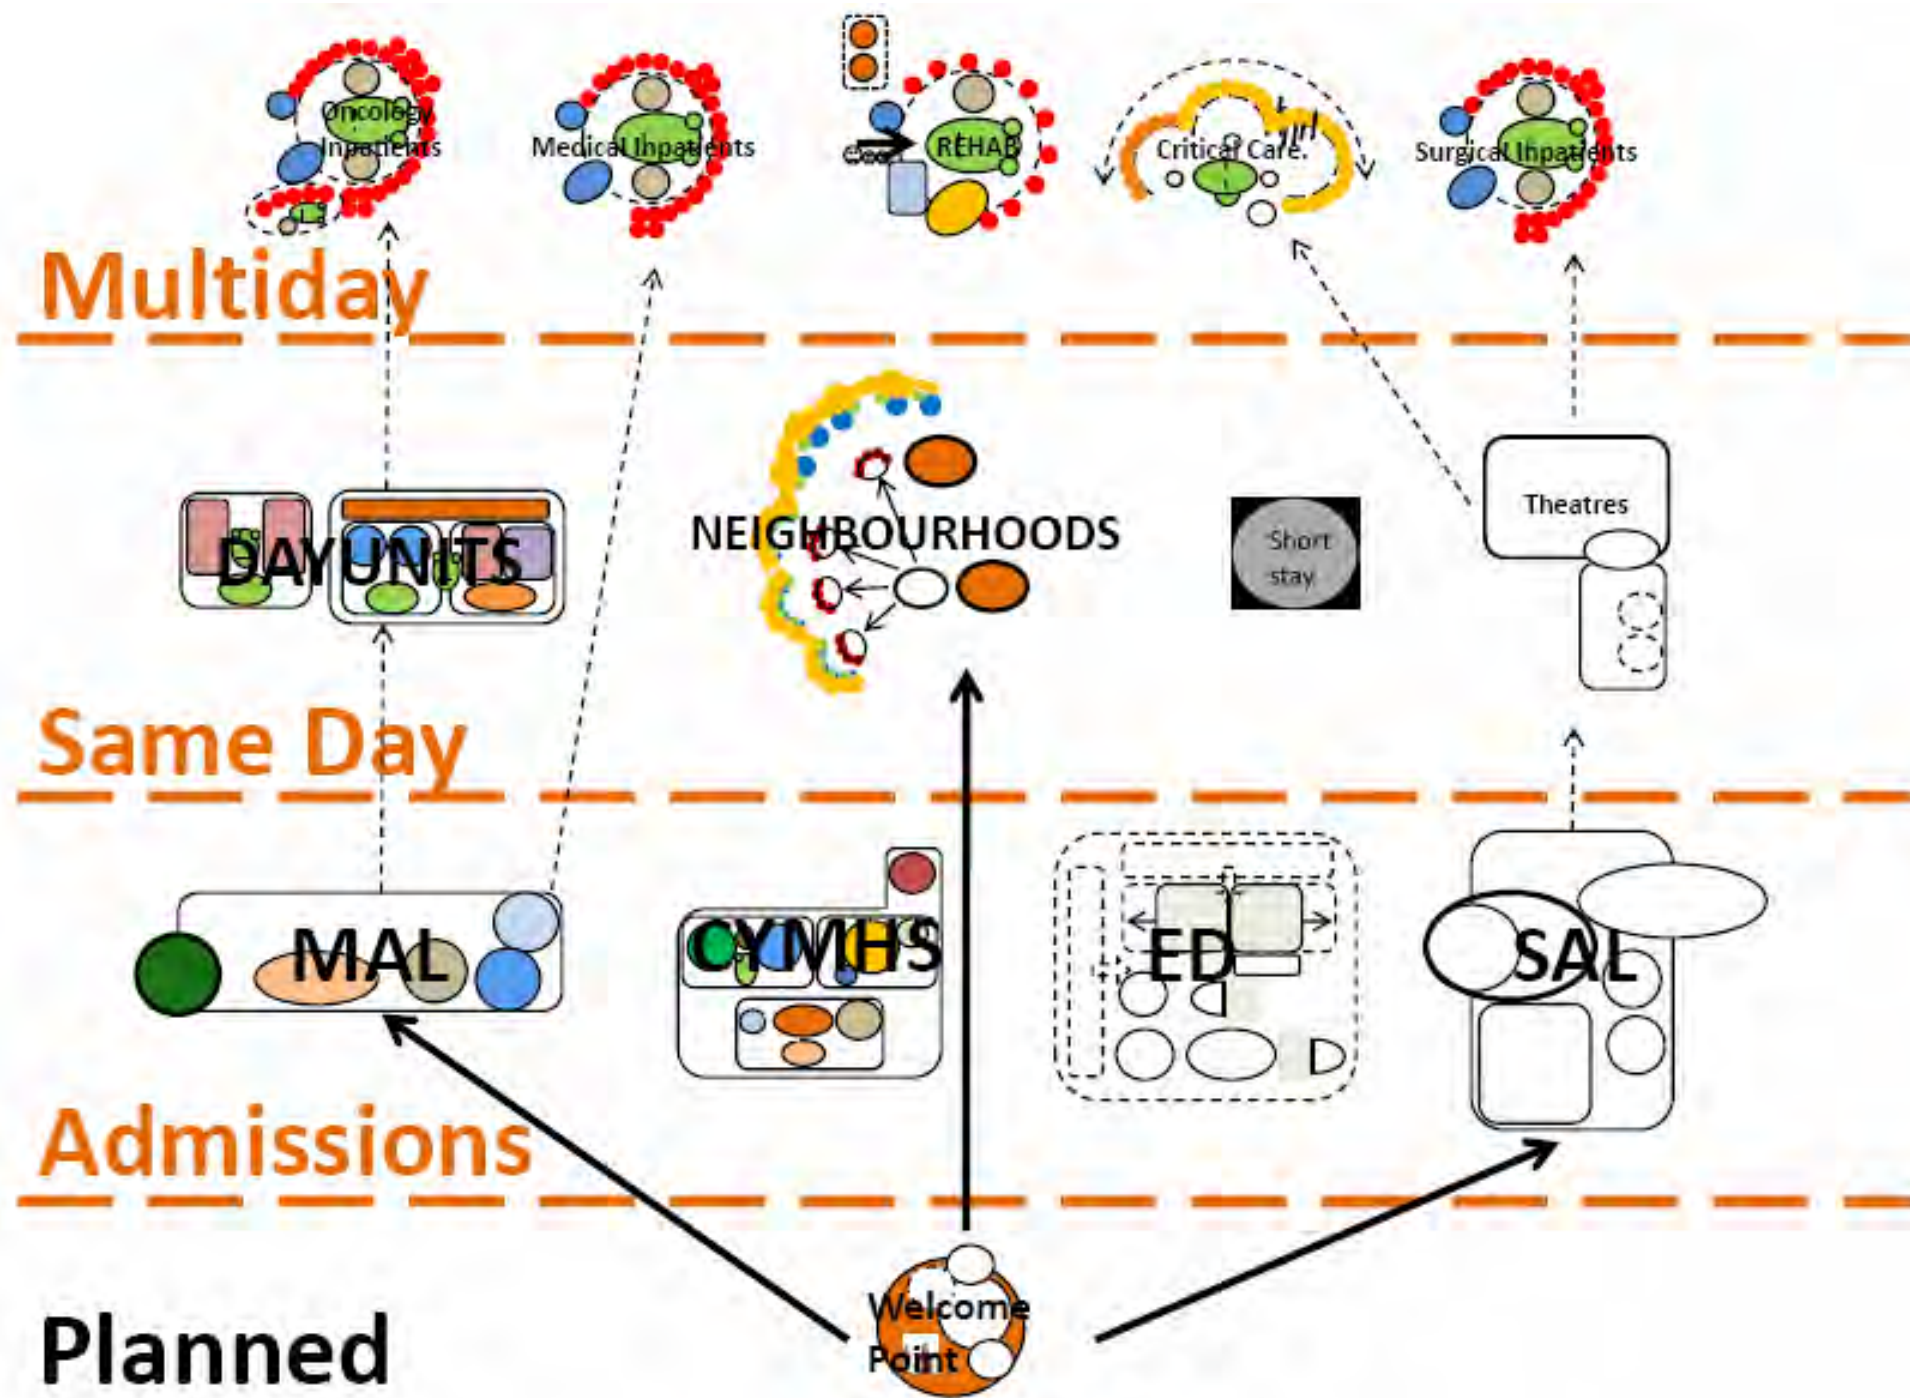 Oncology
Inpatients
Medical Inpatients
REHAB
Critical Care.
Surgical Inpatients
Multiday
DAYUNITS
NEIGHBOURHOODS
Short
stay
Theatres
Same Day
MAL
CYMHS
ED
SAL
Admissions
Welcome
Point
Planned